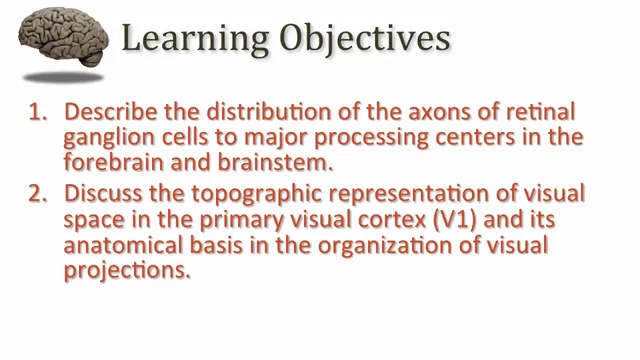 Learning Objectives
1. Describe the distribution of the axons of retinal
ganglion cells to major processing centers in the
forebrain and brainstem.
2. Discuss the topographic representation of visual
space in the primary visual cortex (V1) and its
anatomical basis in the organization of visual
projections.